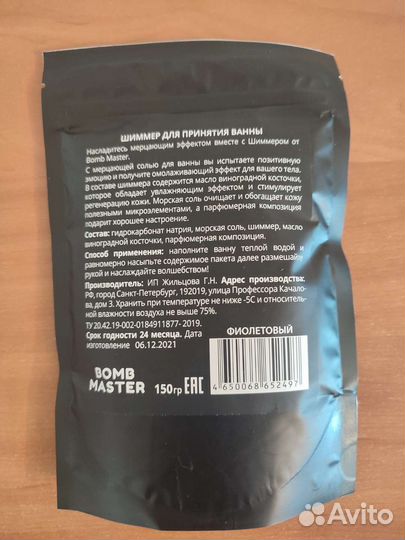 ШИММЕР ДЛЯ ПРИНЯТИЯ ВАННЫ
Насладитесь мерцающим эффектом вместе с Шиммером от
Bomb Master.
С мерцающей солью для ванны вы испытаете позитивную
эмоцию и получите омолаживающий эффект для вашего тела.
В составе шиммера содержится масло виноградной косточки,
которое обладает увлажняющим эффектом и стимулирует
регенерацию кожи. Морская соль очищает и обогащает кожу
полезными микроэлементами, а парфюмерная композиция
подарит хорошее настроение.
Состав: гидрокарбонат натрия, морская соль, шиммер, масло
виноградной косточки, парфюмерная композиция.
Способ применения: наполните ванну теплой водой и
равномерно насыпьте содержимое пакета далее размешайте
рукой и наслаждайте волшебством!
Производитель: ИП Жильцова Г.Н. Адрес производства:
РФ, город Санкт-Петербург, 192019, улица Профессора Качало-
ва, дом 3. Хранить при температуре не ниже -5С и относитель-
ной влажности воздуха не выше 75%.
ТУ 20.42.19-002-0184911877- 2019.
Срок годности 24 месяца. Дата
изготовление 06.12.2021
ФИОЛЕТОВЫЙ
BOMB
MASTER
150гр EAC
4 650068 652497
Avito